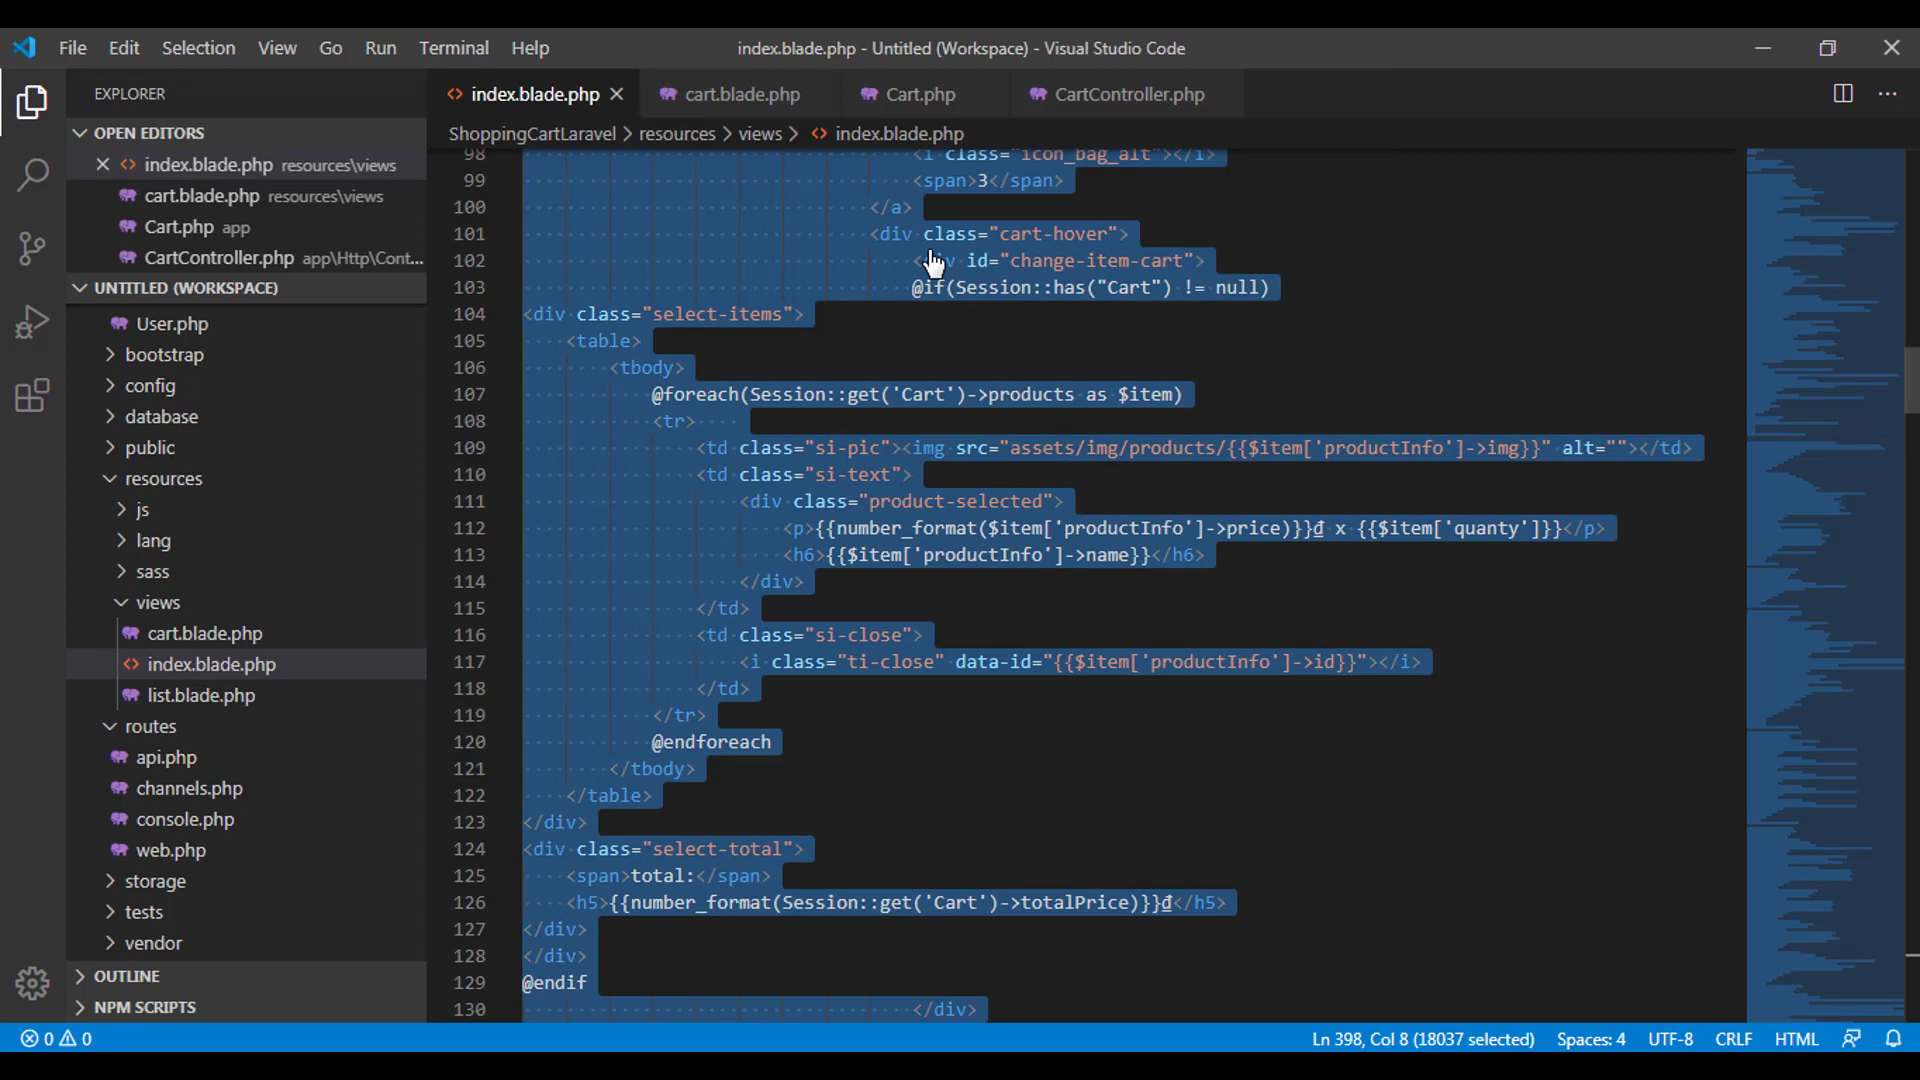 File Edit Selection View Go Run Terminal Help
index.blade.php - Untitled (Workspace) - Visual Studio Code
EXPLORER
index.blade.php
cart.blade.php
Cart.php
CartController.php
OPEN EDITORS
index.blade.php resources\views
cart.blade.php resources\views
Cart.php app
CartController.php app\Http\Cont...
UNTITLED (WORKSPACE)
User.php
bootstrap
config
database
public
resources
js
lang
sass
views
cart.blade.php
index.blade.php
list.blade.php
routes
api.php
channels.php
console.php
web.php
storage
tests
vendor
OUTLINE
NPM SCRIPTS
ShoppingCartLaravel > resources > views > index.blade.php
98 <i class="icon_bag_alt"></i>
99 <span>3</span>
100 </a>
101 <div class="cart-hover">
102 <div id="change-item-cart">
103 @if(Session::has("Cart") != null)
104 <div class="select-items">
105 <table>
106 <tbody>
107 @foreach(Session::get('Cart')->products as $item)
108 <tr>
109 <td class="si-pic"><img src="assets/img/products/{{$item['productInfo']->img}}" alt=""></td>
110 <td class="si-text">
111 <div class="product-selected">
112 <p>{{number_format($item['productInfo']->price)}}₫ x {{$item['quanty']}}</p>
113 <h6>{{$item['productInfo']->name}}</h6>
114 </div>
115 </td>
116 <td class="si-close">
117 <i class="ti-close" data-id="{{$item['productInfo']->id}}"></i>
118 </td>
119 </tr>
120 @endforeach
121 </tbody>
122 </table>
123 </div>
124 <div class="select-total">
125 <span>total:</span>
126 <h5>{{number_format(Session::get('Cart')->totalPrice)}}₫</h5>
127 </div>
128 </div>
129 @endif
130 </div>
0 0
Ln 398, Col 8 (18037 selected) Spaces: 4 UTF-8 CRLF HTML